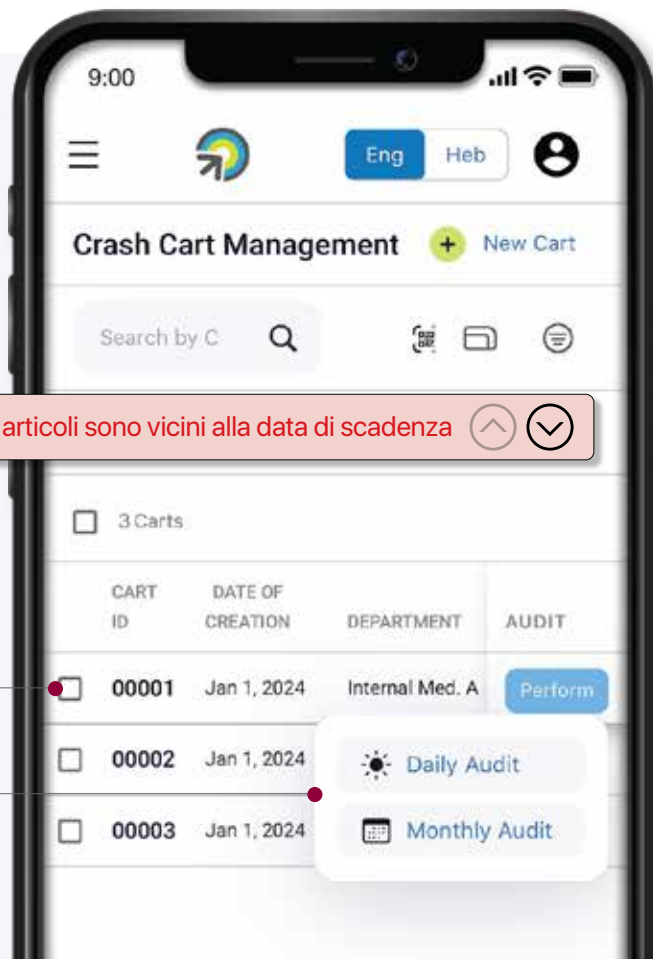 9:00
Eng Heb
Crash Cart Management + New Cart
Search by C
articoli sono vicini alla data di scadenza
3 Carts
CART ID DATE OF CREATION DEPARTMENT AUDIT
00001 Jan 1, 2024 Internal Med. A Perform
00002 Jan 1, 2024 Daily Audit
00003 Jan 1, 2024 Monthly Audit